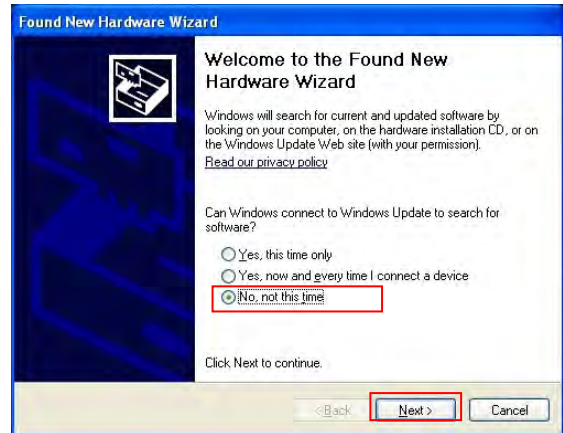 Found New Hardware Wizard
Welcome to the Found New
Hardware Wizard
Windows will search for current and updated software by
looking on your computer, on the hardware installation CD, or on
the Windows Update Web site (with your permission).
Read our privacy policy
Can Windows connect to Windows Update to search for
software?
Yes, this time only
Yes, now and every time I connect a device
No, not this time
Click Next to continue.
< Back Next > Cancel